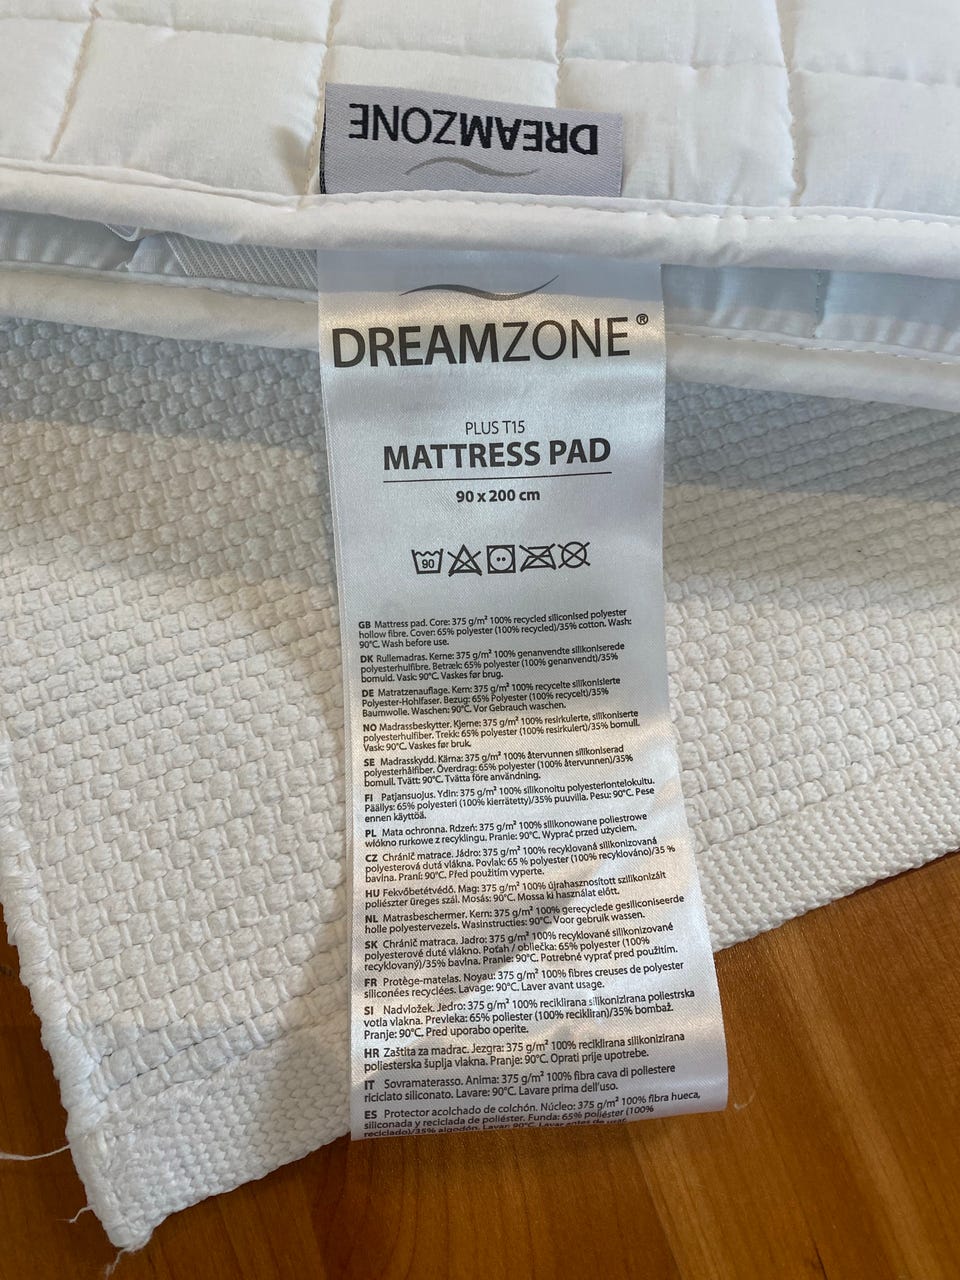 DREAMZONE
DREAMZONE®
PLUS T15
MATTRESS PAD
90 x 200 cm
90
GB Mattress pad. Core: 375 g/m² 100% recycled siliconised polyester
hollow fibre. Cover: 65% polyester (100% recycled)/35% cotton. Wash:
90°C. Wash before use.
DK Rullemadras. Kerne: 375 g/m² 100% genanvendte silikoniserede
polyesterhulfibre. Betræk: 65% polyester (100% genanvendt)/35%
bomuld. Vask: 90°C. Vaskes før brug.
DE Matratzenauflage. Kern: 375 g/m² 100% recycelte silikonisierte
Polyester-Hohlfaser. Bezug: 65% Polyester (100% recycelt)/35%
Baumwolle. Waschen: 90°C. Vor Gebrauch waschen.
NO Madrassbeskytter. Kjerne: 375 g/m² 100% resirkulerte, silikoniserte
polyesterhulfiber. Trekk: 65% polyester (100% resirkulert)/35% bomull.
Vask: 90°C. Vaskes før bruk.
SE Madrasskydd. Kärna: 375 g/m² 100% återvunnen silikoniserad
polyesterhålfiber. Överdrag: 65% polyester (100% återvunnen)/35%
bomull. Tvätt: 90°C. Tvätta före användning.
FI Patjansuojus. Ydin: 375 g/m² 100% silikonoitu polyesteriontelokuitu.
Päällys: 65% polyesteri (100% kierrätetty)/35% puuvilla. Pesu: 90°C. Pese
ennen käyttöä.
PL Mata ochronna. Rdzeń: 375 g/m² 100% silikonowane poliestrowe
włókno rurkowe z recyklingu. Pranie: 90°C. Wyprać przed użyciem.
CZ Chránič matrace. Jádro: 375 g/m² 100% recyklovaná silikonizovaná
polyesterová dutá vlákna. Povlak: 65 % polyester (100% recyklováno)/35 %
bavlna. Praní: 90°C. Před použitím vyperte.
HU Fekvőbetétvédő. Mag: 375 g/m² 100% újrahasznosított szilikonizált
poliészter üreges szál. Mosás: 90°C. Mossa ki használat előtt.
NL Matrasbeschermer. Kern: 375 g/m² 100% gerecyclede gesiliconiseerde
holle polyestervezels. Wasinstructies: 90°C. Voor gebruik wassen.
SK Chránič matraca. Jadro: 375 g/m² 100% recyklované silikonizované
polyesterové duté vlákno. Poťah / obliečka: 65% polyester (100%
recyklovaný)/35% bavlna. Pranie: 90°C. Potrebné vyprať pred použitím.
FR Protège-matelas. Noyau: 375 g/m² 100% fibres creuses de polyester
siliconées recyclées. Lavage: 90°C. Laver avant usage.
SI Nadvložek. Jedro: 375 g/m² 100% reciklirana silikonizirana poliestrska
votla vlakna. Prevleka: 65% poliester (100% recikliran)/35% bombaž.
Pranje: 90°C. Pred uporabo operite.
HR Zaštita za madrac. Jezgra: 375 g/m² 100% reciklirana silikonizirana
poliesterska šuplja vlakna. Pranje: 90°C. Oprati prije upotrebe.
IT Sovramaterasso. Anima: 375 g/m² 100% fibra cava di poliestere
riciclato siliconato. Lavare: 90°C. Lavare prima dell'uso.
ES Protector acolchado de colchón. Núcleo: 375 g/m² 100% fibra hueca,
siliconada y reciclada de poliéster. Funda: 65% poliéster (100%
reciclado)/35% algodón. Lavar: 90°C. Lavar antes de usar.